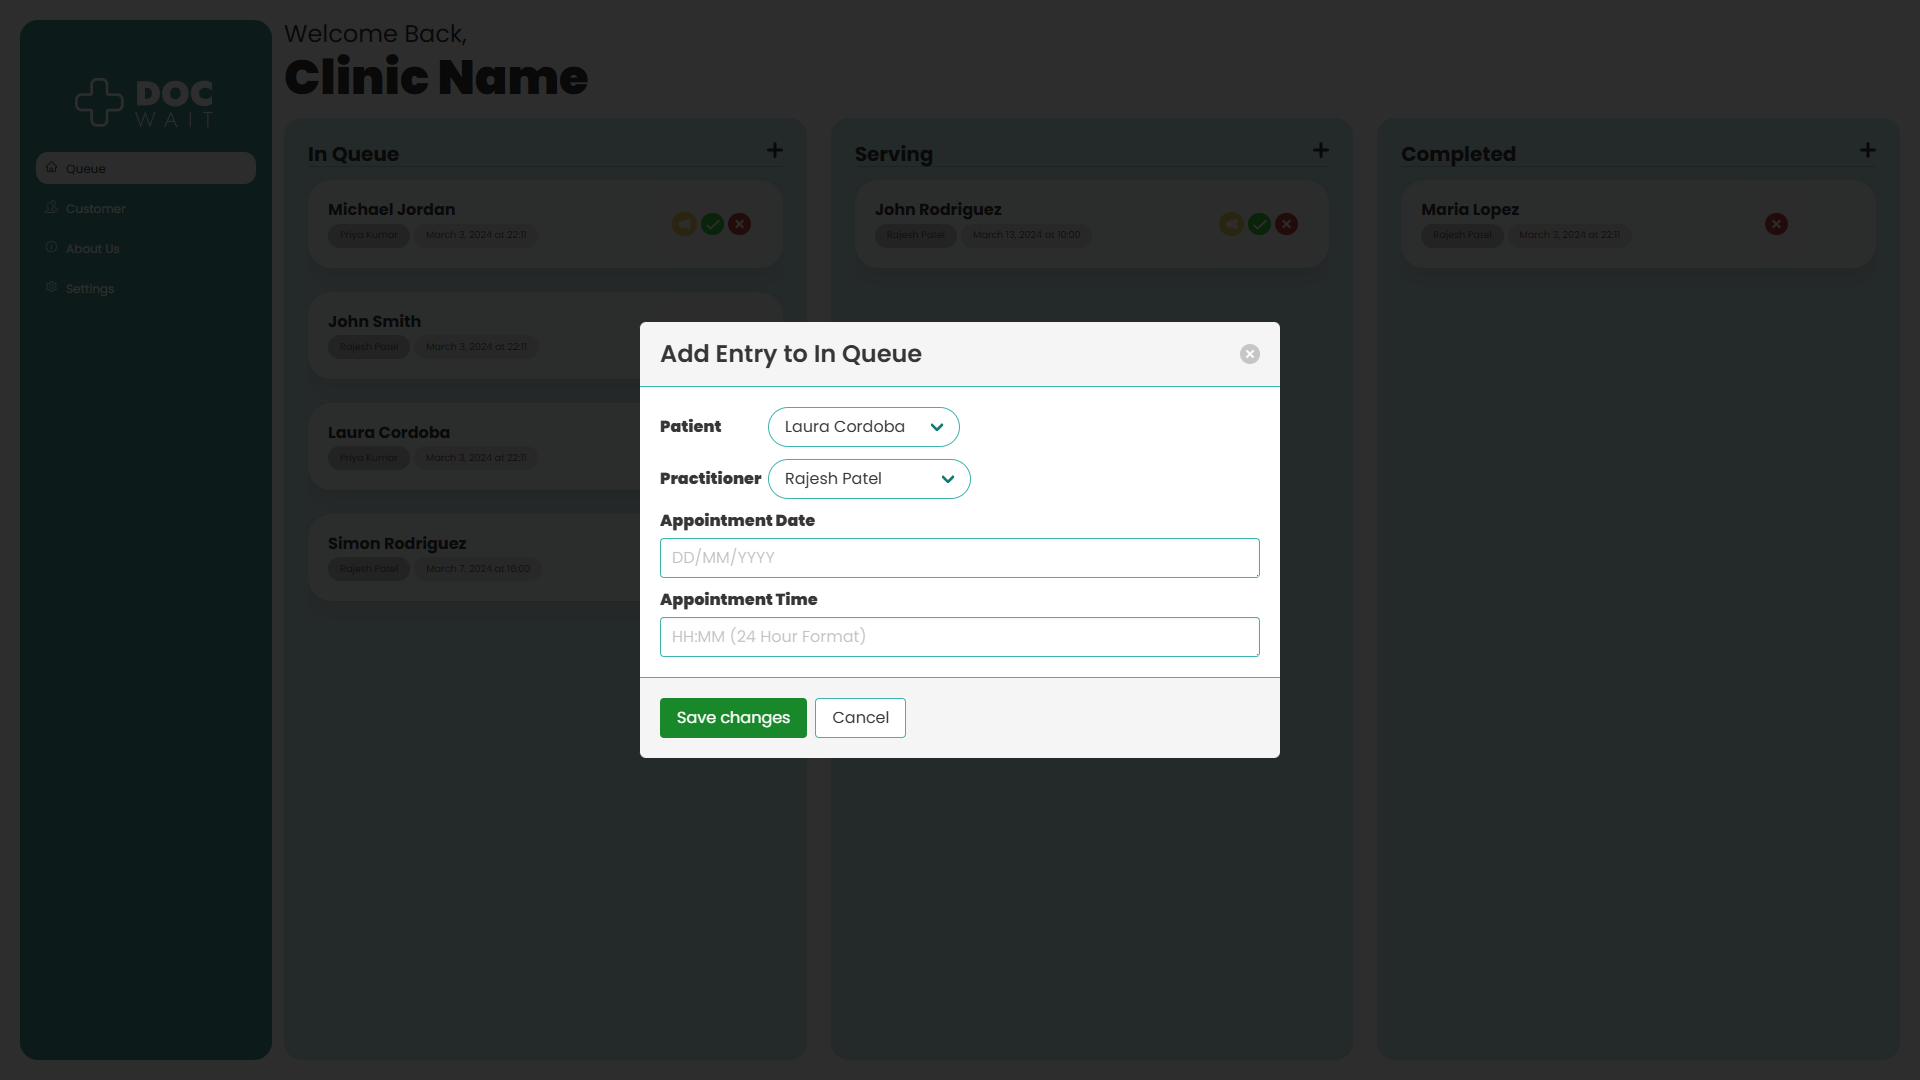 Welcome Back,
Clinic Name
DOC
WAIT
Queue
Customer
About Us
Settings
In Queue
Michael Jordan
Priya Kumar
March 3, 2024 at 22:11
John Smith
Rajesh Patel
March 3, 2024 at 22:11
Laura Cordoba
Priya Kumar
March 3, 2024 at 22:11
Simon Rodriguez
Rajesh Patel
March 7, 2024 at 16:00
Serving
John Rodriguez
Rajesh Patel
March 13, 2024 at 10:00
Completed
Maria Lopez
Rajesh Patel
March 3, 2024 at 22:11
Add Entry to In Queue
Patient
Laura Cordoba
Practitioner
Rajesh Patel
Appointment Date
DD/MM/YYYY
Appointment Time
HH:MM (24 Hour Format)
Save changes
Cancel